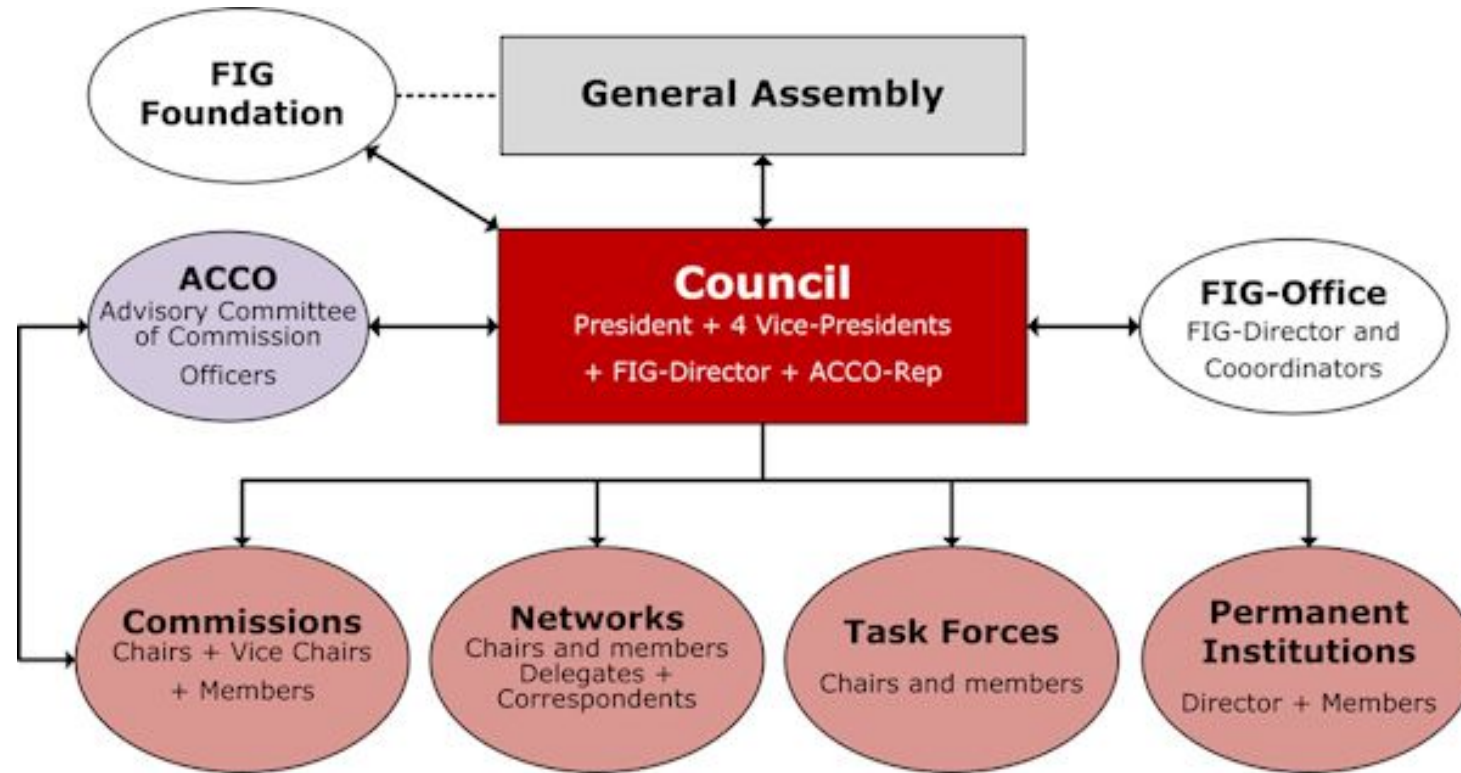 FIG
Foundation
General Assembly
ACCO
Advisory Committee
of Commission
Officers
Council
President + 4 Vice-Presidents
+ FIG-Director + ACCO-Rep
FIG-Office
FIG-Director and
Cooordinators
Commissions
Chairs + Vice Chairs
+ Members
Networks
Chairs and members
Delegates +
Correspondents
Task Forces
Chairs and members
Permanent
Institutions
Director + Members